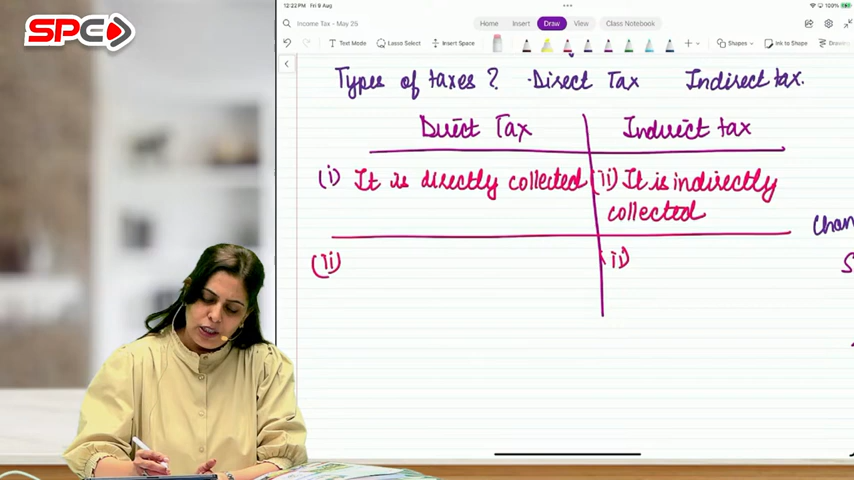 SPC
12:22 PM Fri 9 Aug
100%
Income Tax - May 25
Home Insert Draw View Class Notebook
Text Mode Lasso Select Insert Space Shapes Ink to Shape Drawing
Types of taxes? Direct Tax Indirect tax.
Direct Tax Indirect tax
(i) It is directly collected (ii) It is indirectly
collected
(ii) (ii)